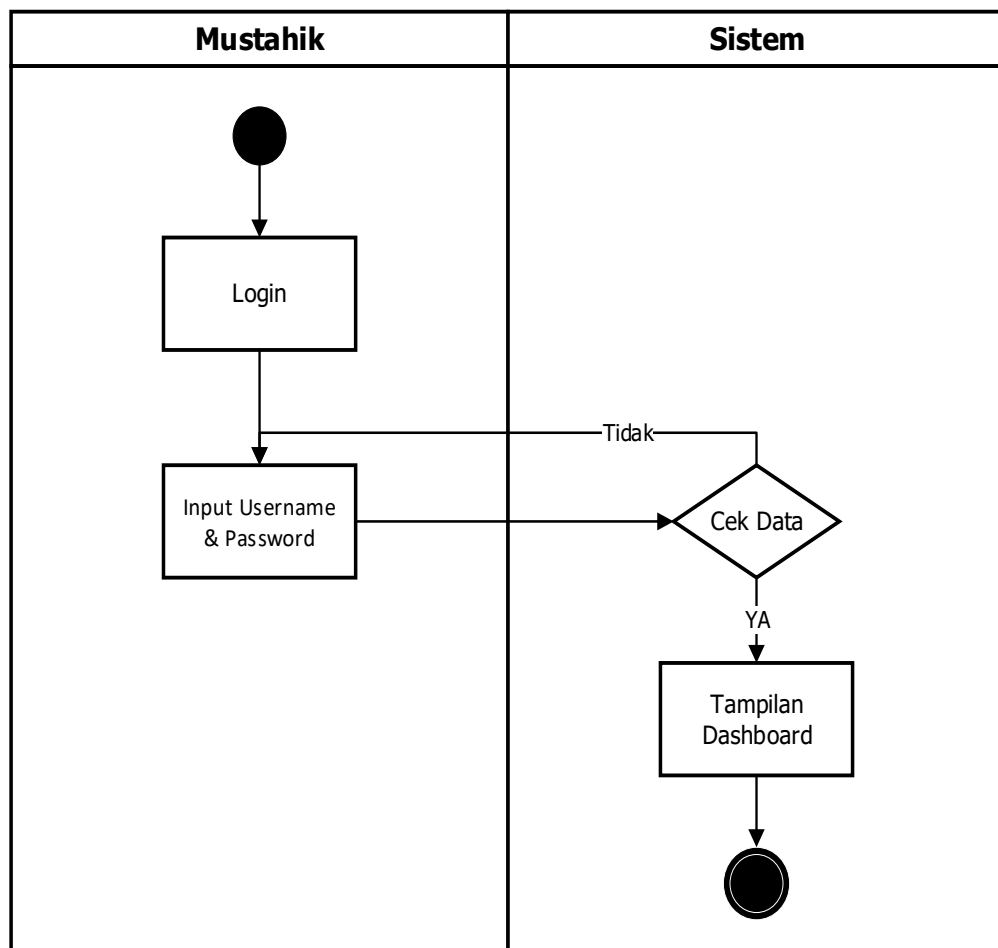 Mustahik
Sistem
Login
Tidak
Input Username
& Password
Cek Data
YA
Tampilan
Dashboard